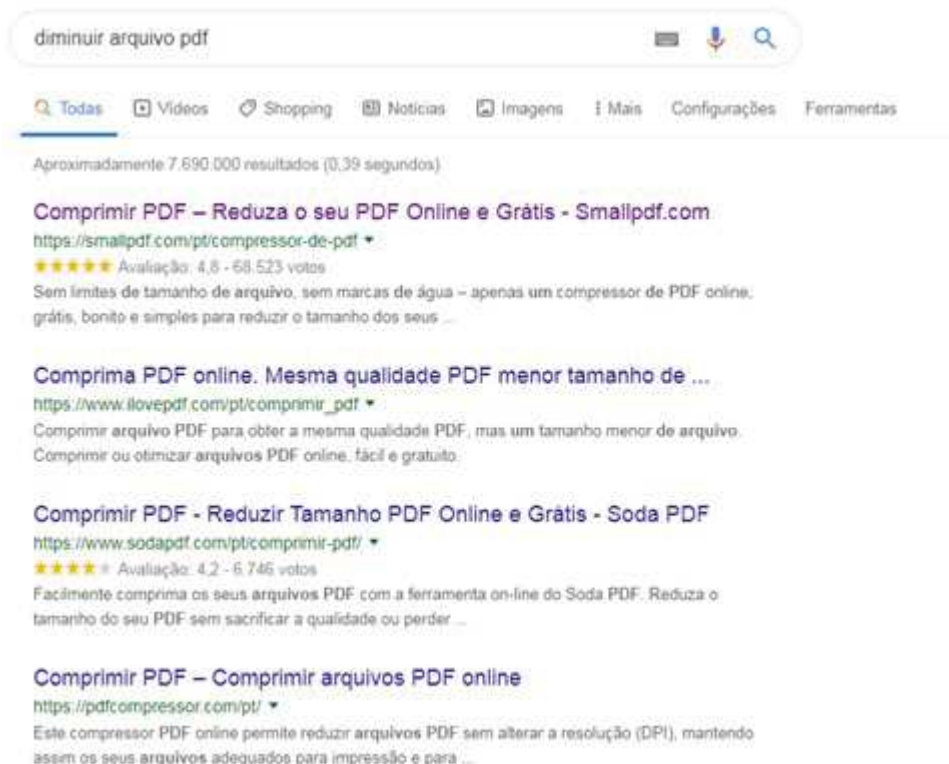 diminuir arquivo pdf
Todas Vídeos Shopping Notícias Imagens Mais Configurações Ferramentas
Aproximadamente 7.690.000 resultados (0,39 segundos)
Comprimir PDF – Reduza o seu PDF Online e Grátis - Smallpdf.com
https://smallpdf.com/pt/compressor-de-pdf
Avaliação: 4,8 - 68.523 votos
Sem limites de tamanho de arquivo, sem marcas de água – apenas um compressor de PDF online,
grátis, bonito e simples para reduzir o tamanho dos seus ...
Comprima PDF online. Mesma qualidade PDF menor tamanho de ...
https://www.ilovepdf.com/pt/comprimir_pdf
Comprimir arquivo PDF para obter a mesma qualidade PDF, mas um tamanho menor de arquivo.
Comprimir ou otimizar arquivos PDF online, fácil e gratuito.
Comprimir PDF - Reduzir Tamanho PDF Online e Grátis - Soda PDF
https://www.sodapdf.com/pt/comprimir-pdf/
Avaliação: 4,2 - 6.746 votos
Facilmente comprima os seus arquivos PDF com a ferramenta on-line do Soda PDF. Reduza o
tamanho do seu PDF sem sacrificar a qualidade ou perder ...
Comprimir PDF – Comprimir arquivos PDF online
https://pdfcompressor.com/pt/
Este compressor PDF online permite reduzir arquivos PDF sem alterar a resolução (DPI), mantendo
assim os seus arquivos adequados para impressão e para ...